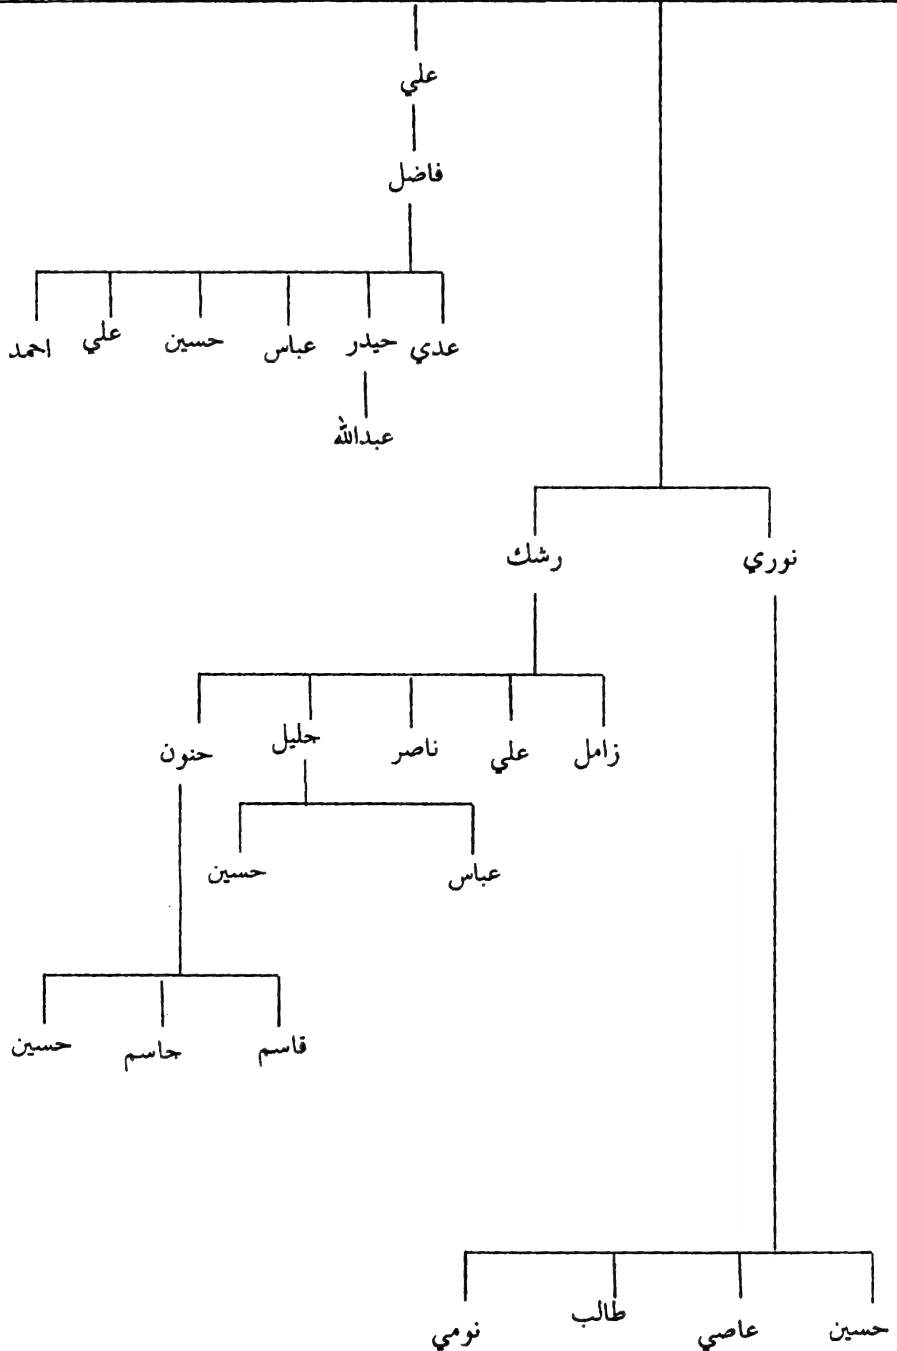 علي
فاضل
عدي حيدر عباس حسين علي احمد
عبدالله
نوري رشك
زامل علي ناصر جليل حنون
عباس حسين
قاسم جاسم حسين
حسين عاصي طالب نومي